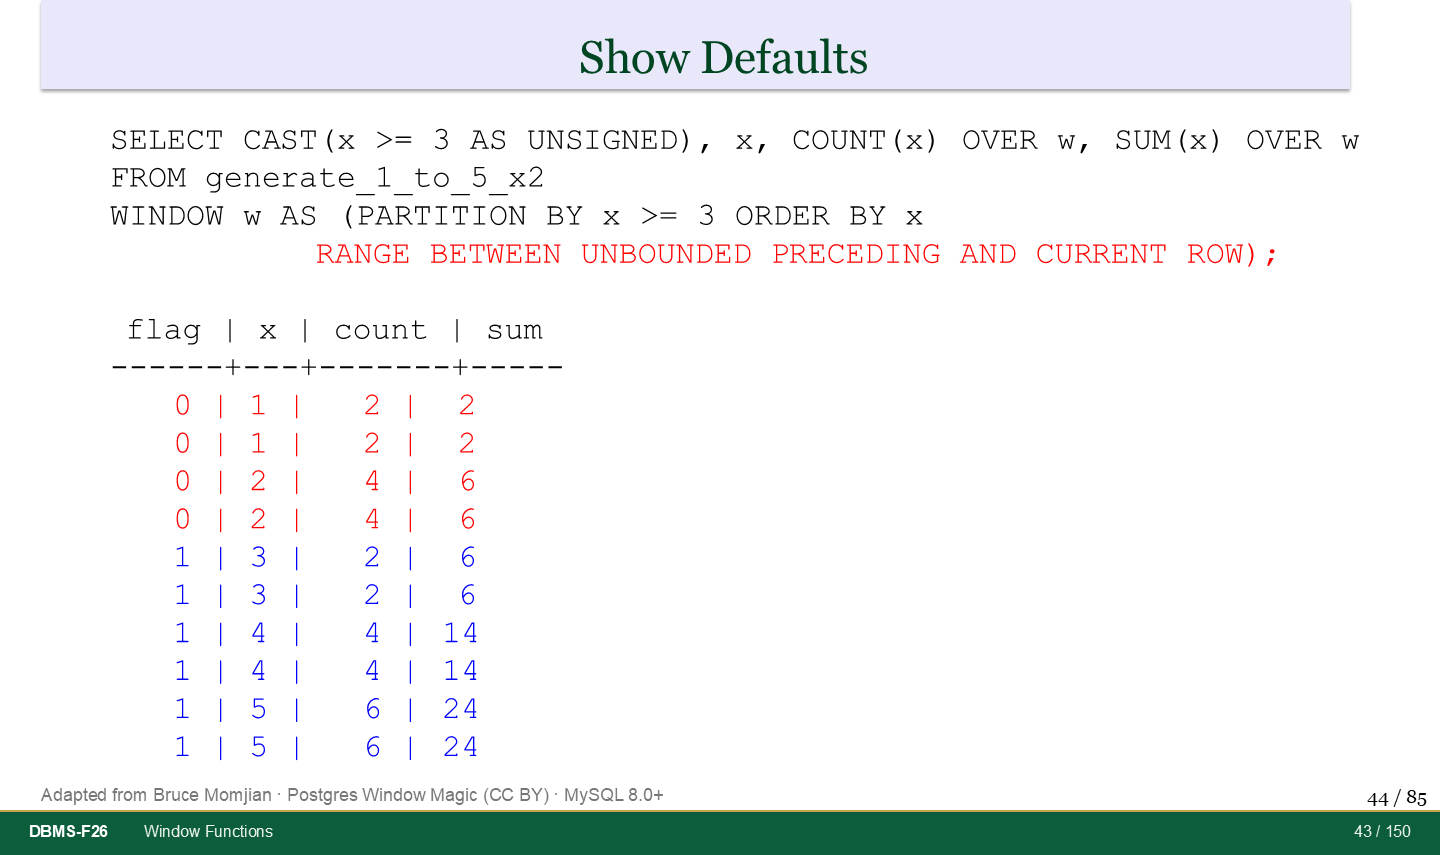 Show Defaults
SELECT CAST(x >= 3 AS UNSIGNED), x, COUNT(x) OVER w, SUM(x) OVER w
FROM generate_1_to_5_x2
WINDOW w AS (PARTITION BY x >= 3 ORDER BY x
RANGE BETWEEN UNBOUNDED PRECEDING AND CURRENT ROW);
flag | x | count | sum
------+---+-------+-----
0 | 1 | 2 | 2
0 | 1 | 2 | 2
0 | 2 | 4 | 6
0 | 2 | 4 | 6
1 | 3 | 2 | 6
1 | 3 | 2 | 6
1 | 4 | 4 | 14
1 | 4 | 4 | 14
1 | 5 | 6 | 24
1 | 5 | 6 | 24
Adapted from Bruce Momjian · Postgres Window Magic (CC BY) · MySQL 8.0+
44 / 85
DBMS-F26 Window Functions 43 / 150